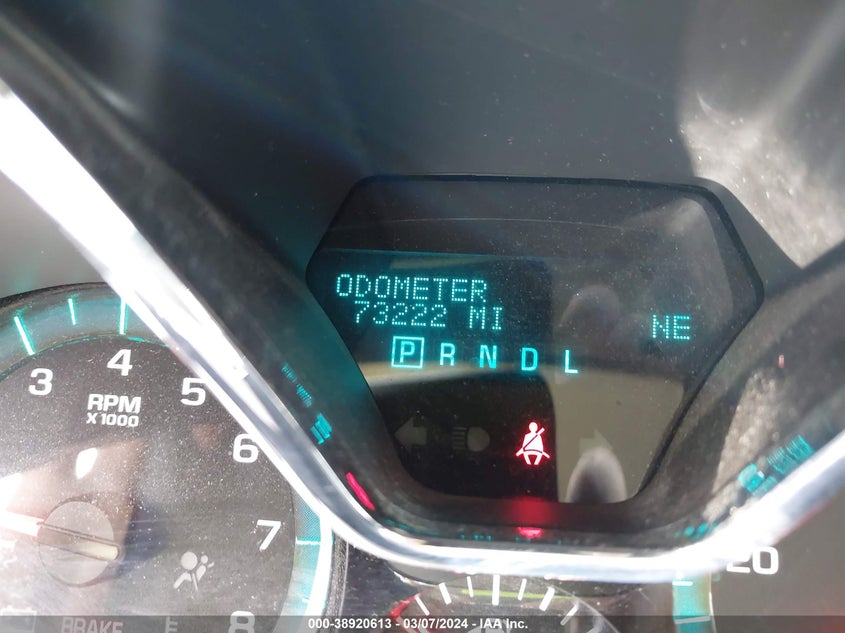 ODOMETER
73222 MI
NE
P R N D L
3
4
5
6
7
8
RPM
X1000
BRAKE
20
000-38920613 - 03/07/2024 - IAA Inc.